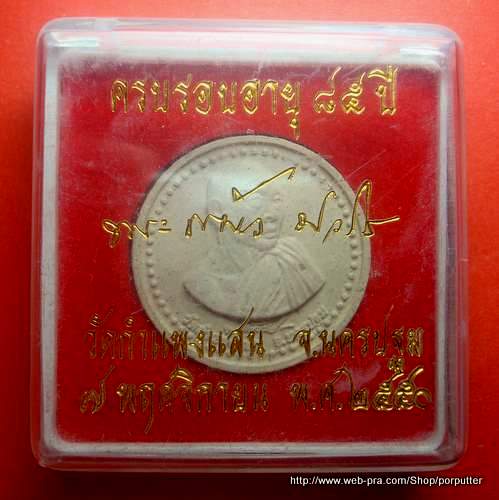 ครบรอบอายุ ๘๕ ปี
วัดกำแพงแสน จ.นครปฐม
๗ พฤศจิกายน พ.ศ.๒๕๕๐
http://www.web-pra.com/Shop/porputter